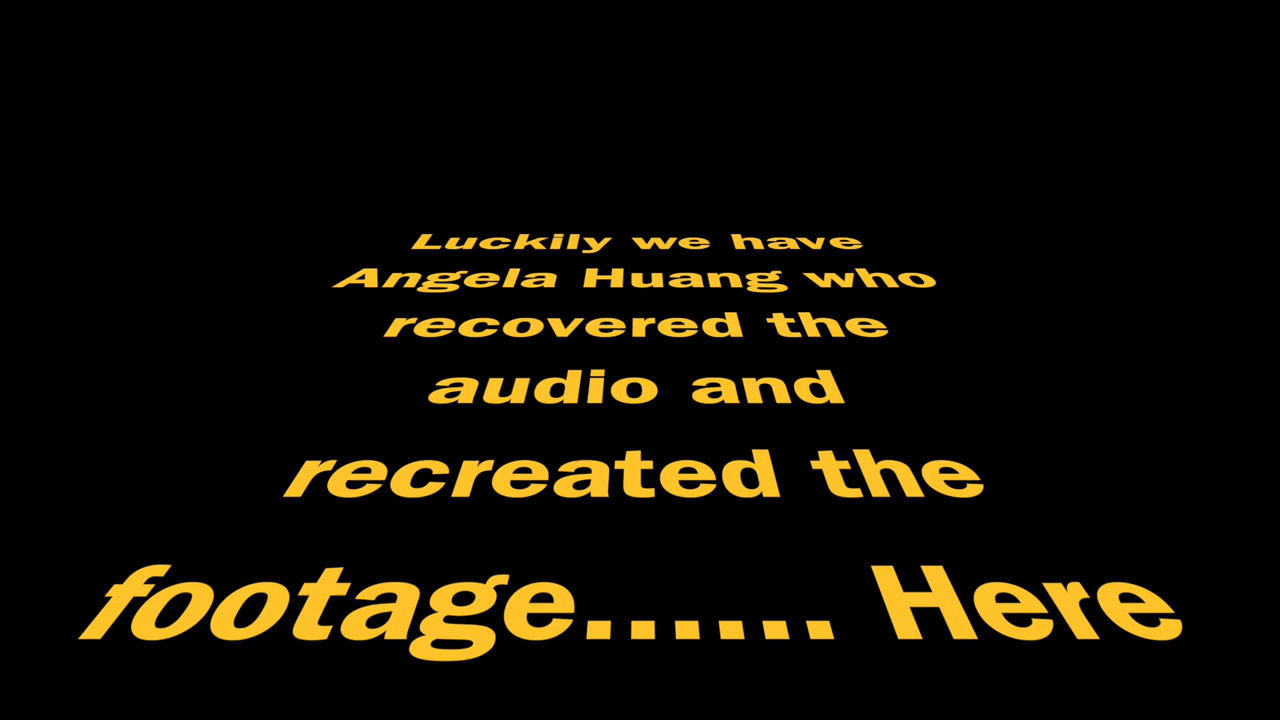 Luckily we have
Angela Huang who
recovered the
audio and
recreated the
footage...... Here